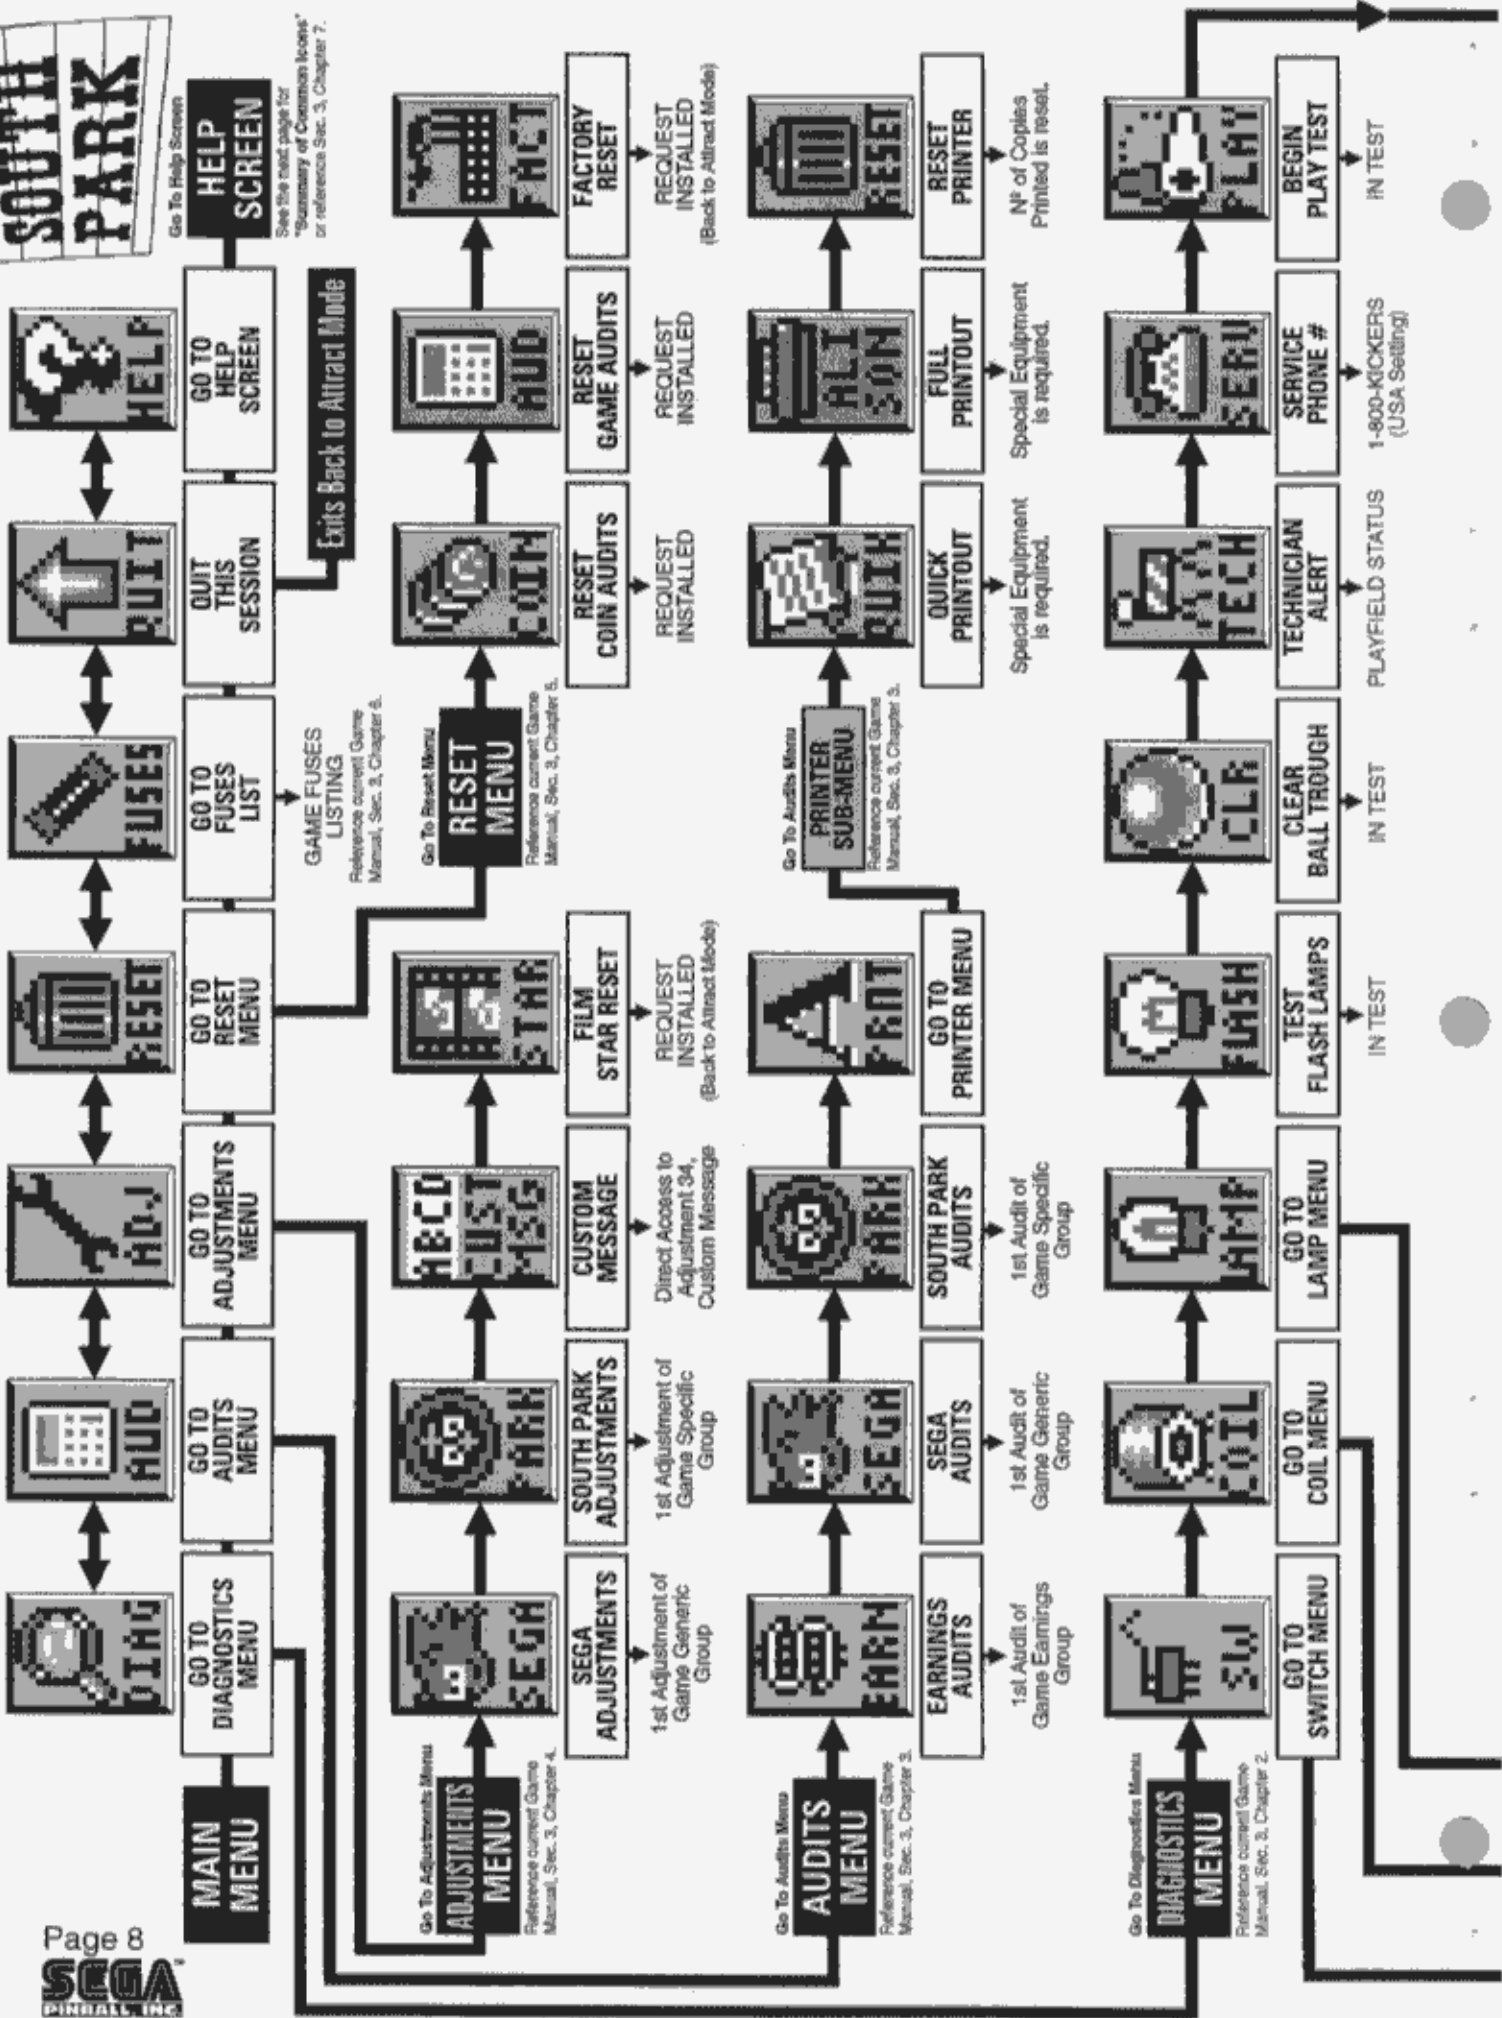 Page 8
SEGA
PINBALL, INC.
SOUTH
PARK
MAIN
MENU
DIAG
GO TO
DIAGNOSTICS
MENU
AUD
GO TO
AUDITS
MENU
ADJ
GO TO
ADJUSTMENTS
MENU
RESET
GO TO
RESET
MENU
FUSES
GO TO
FUSES
LIST
GAME FUSES
LISTING
Reference current Game
Manual, Sec. 3, Chapter 6.
QUIT
QUIT
THIS
SESSION
Exits Back to Attract Mode
HELP
GO TO
HELP
SCREEN
Go To Help Screen
HELP
SCREEN
See the next page for
"Summary of Common Icons"
or reference Sec. 3, Chapter 7.
Go To Adjustments Menu
ADJUSTMENTS
MENU
Reference current Game
Manual, Sec. 3, Chapter 4.
SEGA
SEGA
ADJUSTMENTS
1st Adjustment of
Game Generic
Group
PARK
SOUTH PARK
ADJUSTMENTS
1st Adjustment of
Game Specific
Group
ABCD
CUST
MSG
CUSTOM
MESSAGE
Direct Access to
Adjustment 34,
Custom Message
STAR
FILM
STAR RESET
REQUEST
INSTALLED
(Back to Attract Mode)
Go To Reset Menu
RESET
MENU
Reference current Game
Manual, Sec. 3, Chapter 5.
COIN
RESET
COIN AUDITS
REQUEST
INSTALLED
AUD
RESET
GAME AUDITS
REQUEST
INSTALLED
FACT
FACTORY
RESET
REQUEST
INSTALLED
(Back to Attract Mode)
Go To Audits Menu
AUDITS
MENU
Reference current Game
Manual, Sec. 3, Chapter 3.
EARN
EARNINGS
AUDITS
1st Audit of
Game Earnings
Group
SEGA
SEGA
AUDITS
1st Audit of
Game Generic
Group
PARK
SOUTH PARK
AUDITS
1st Audit of
Game Specific
Group
PRNT
GO TO
PRINTER MENU
Go To Audits Menu
PRINTER
SUB-MENU
Reference current Game
Manual, Sec. 3, Chapter 3.
QUIK
QUICK
PRINTOUT
Special Equipment
is required.
ALL
SON
FULL
PRINTOUT
Special Equipment
is required.
RESET
RESET
PRINTER
Nº of Copies
Printed is reset.
Go To Diagnostics Menu
DIAGNOSTICS
MENU
Reference current Game
Manual, Sec. 3, Chapter 2.
SW
GO TO
SWITCH MENU
COIL
GO TO
COIL MENU
LAMP
GO TO
LAMP MENU
FLASH
TEST
FLASH LAMPS
IN TEST
CLR
CLEAR
BALL TROUGH
IN TEST
TECH
TECHNICIAN
ALERT
PLAYFIELD STATUS
SERV
SERVICE
PHONE #
1-800-KICKERS
(USA Setting)
PLAY
BEGIN
PLAY TEST
IN TEST